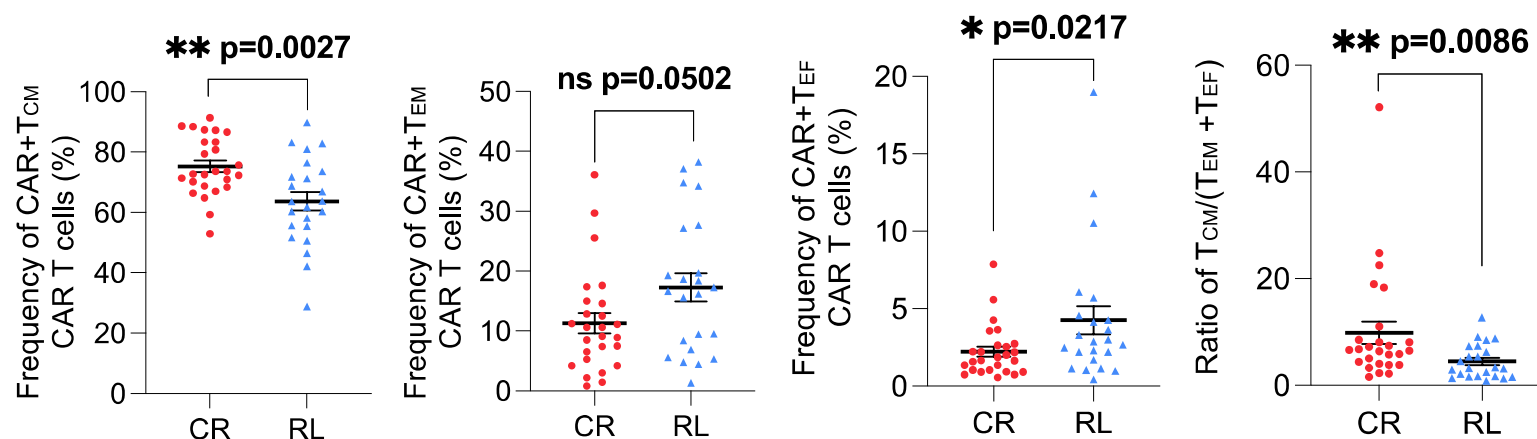 ** p=0.0027
Frequency of CAR+TCM
CAR T cells (%)
100
80
60
40
20
0
CR RL
ns p=0.0502
Frequency of CAR+TEM
CAR T cells (%)
50
40
30
20
10
0
CR RL
* p=0.0217
Frequency of CAR+TEF
CAR T cells (%)
20
15
10
5
0
CR RL
** p=0.0086
Ratio of TCM/(TEM +TEF)
60
40
20
0
CR RL